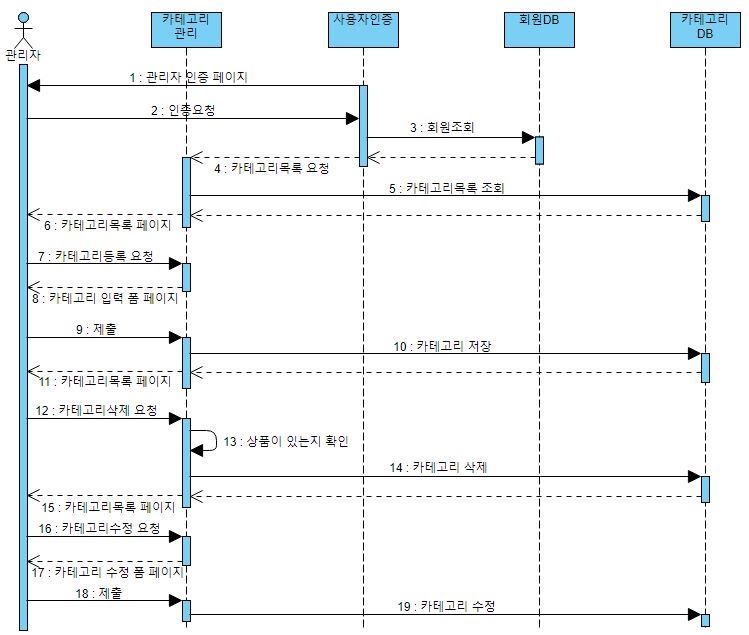 카테고리
관리
사용자인증
회원DB
카테고리
DB
관리자
1 : 관리자 인증 페이지
2 : 인증요청
3 : 회원조회
4 : 카테고리목록 요청
5 : 카테고리목록 조회
6 : 카테고리목록 페이지
7 : 카테고리등록 요청
8 : 카테고리 입력 폼 페이지
9 : 제출
10 : 카테고리 저장
11 : 카테고리목록 페이지
12 : 카테고리삭제 요청
13 : 상품이 있는지 확인
14 : 카테고리 삭제
15 : 카테고리목록 페이지
16 : 카테고리수정 요청
17 : 카테고리 수정 폼 페이지
18 : 제출
19 : 카테고리 수정